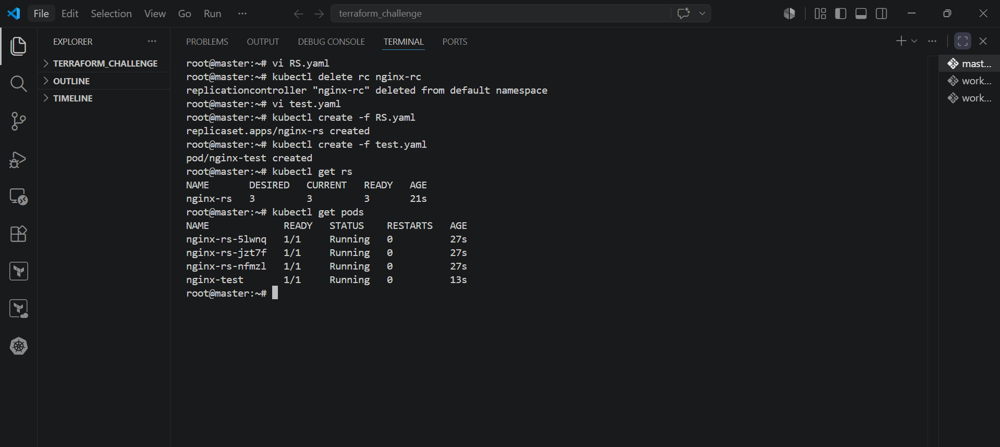 File Edit Selection View Go Run ···
terraform_challenge
EXPLORER ···
TERRAFORM_CHALLENGE
OUTLINE
TIMELINE
PROBLEMS OUTPUT DEBUG CONSOLE TERMINAL PORTS
root@master:~# vi RS.yaml
root@master:~# kubectl delete rc nginx-rc
replicationcontroller "nginx-rc" deleted from default namespace
root@master:~# vi test.yaml
root@master:~# kubectl create -f RS.yaml
replicaset.apps/nginx-rs created
root@master:~# kubectl create -f test.yaml
pod/nginx-test created
root@master:~# kubectl get rs
NAME DESIRED CURRENT READY AGE
nginx-rs 3 3 3 21s
root@master:~# kubectl get pods
NAME READY STATUS RESTARTS AGE
nginx-rs-5lwnq 1/1 Running 0 27s
nginx-rs-jzt7f 1/1 Running 0 27s
nginx-rs-nfmzl 1/1 Running 0 27s
nginx-test 1/1 Running 0 13s
root@master:~#
mast...
work...
work...